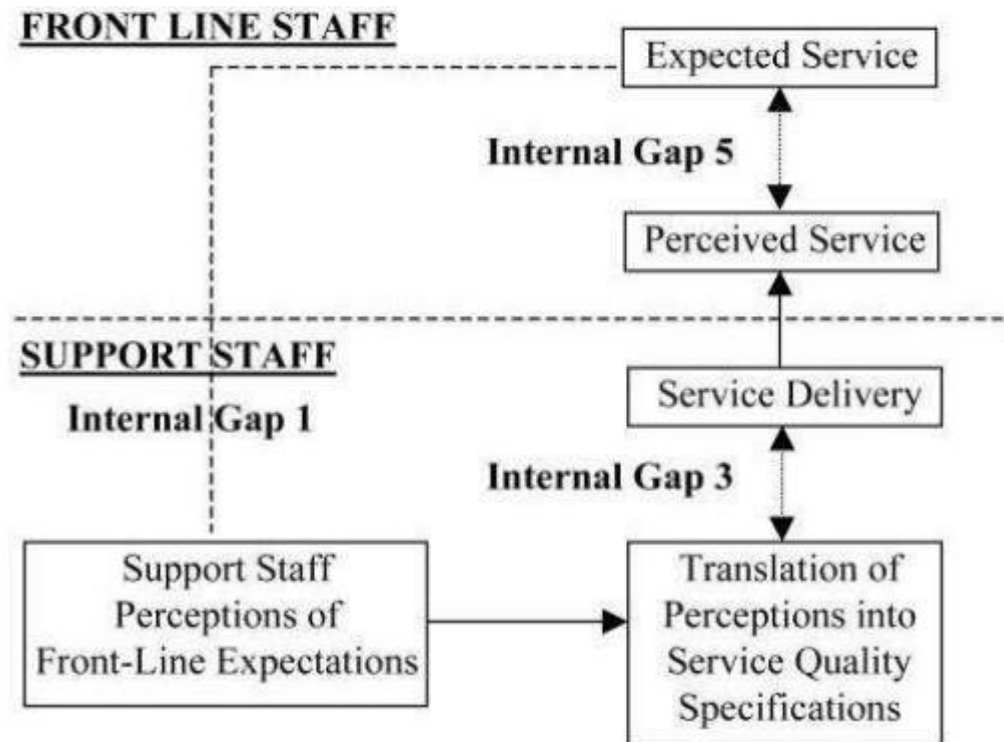 FRONT LINE STAFF
Expected Service
Internal Gap 5
Perceived Service
SUPPORT STAFF
Internal Gap 1
Service Delivery
Internal Gap 3
Support Staff
Perceptions of
Front-Line Expectations
Translation of
Perceptions into
Service Quality
Specifications